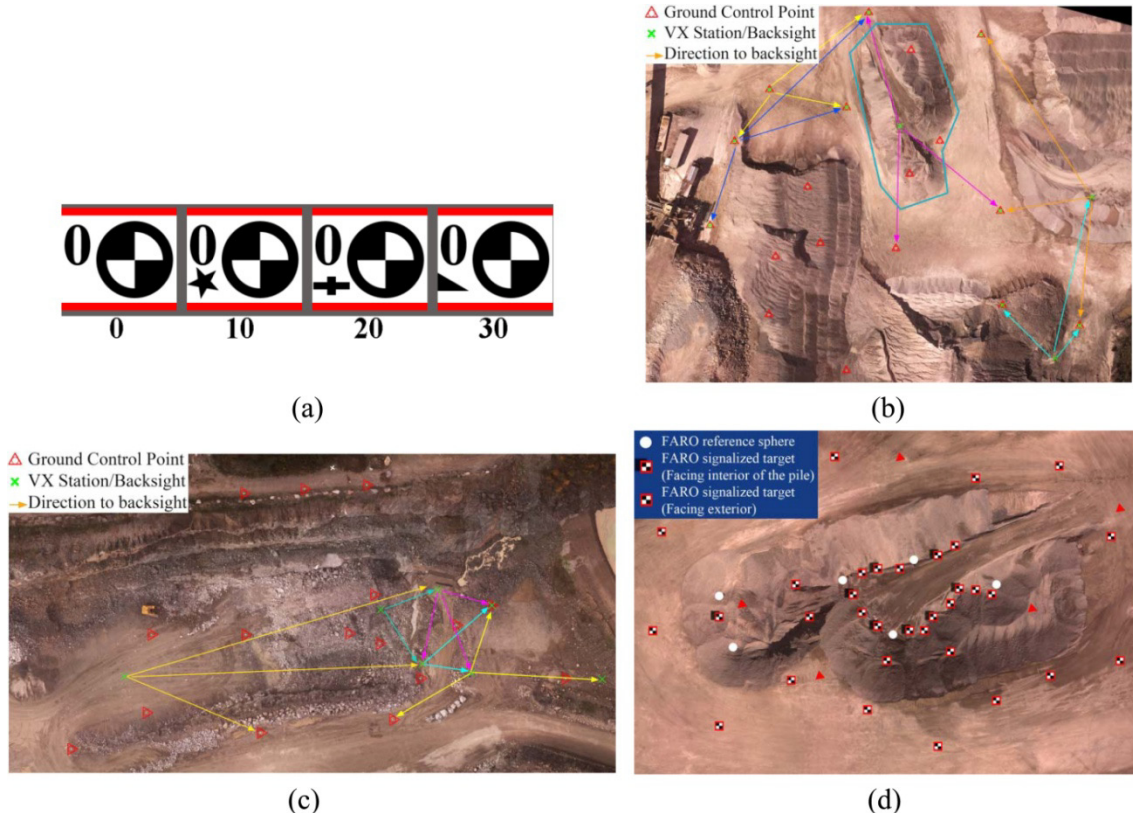 0 0 0 0
0 10 20 30
(a)
Ground Control Point
VX Station/Backsight
Direction to backsight
(b)
Ground Control Point
VX Station/Backsight
Direction to backsight
(c)
FARO reference sphere
FARO signalized target
(Facing interior of the pile)
FARO signalized target
(Facing exterior)
(d)